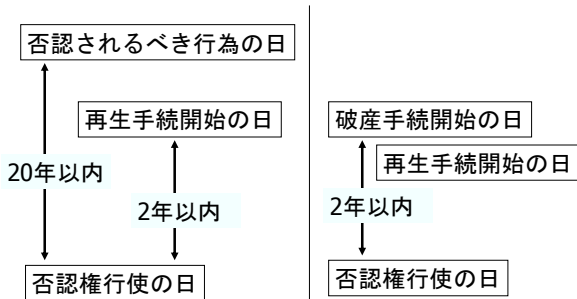 否認されるべき行為の日
再生手続開始の日
20年以内
2年以内
否認権行使の日
破産手続開始の日
再生手続開始の日
2年以内
否認権行使の日